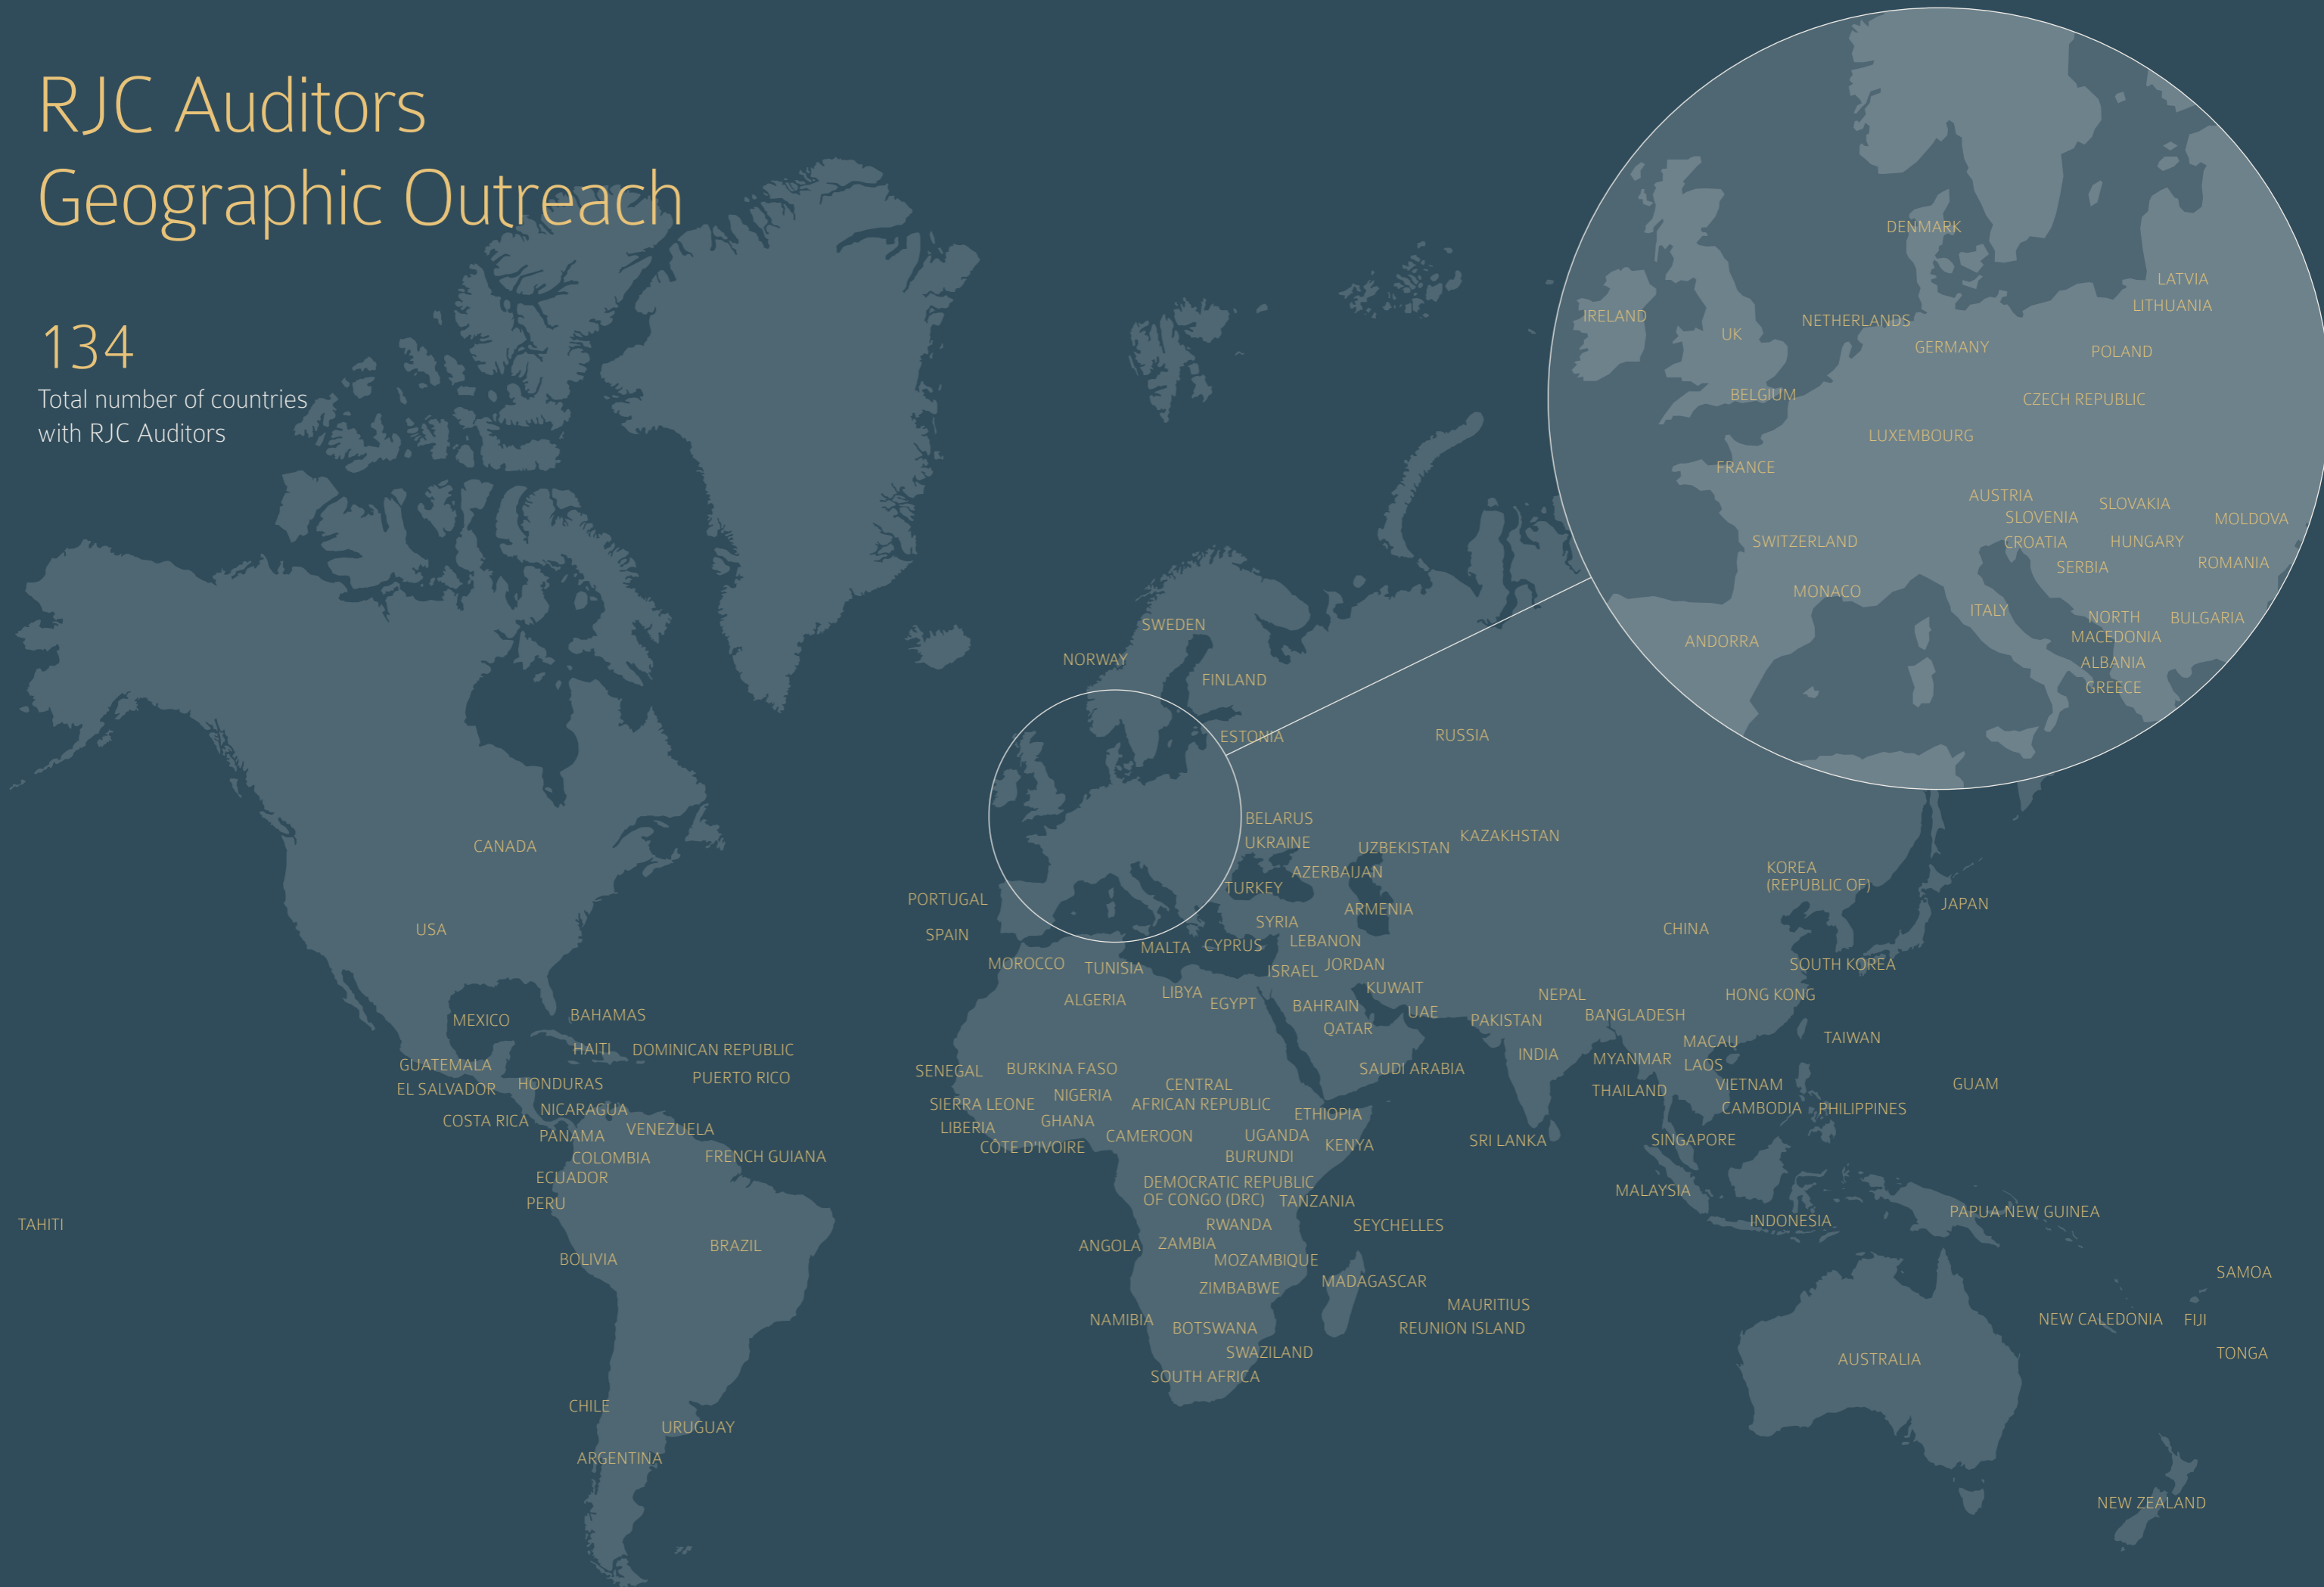 RJC Auditors
Geographic Outreach
134
Total number of countries
with RJC Auditors
DENMARK
LATVIA
LITHUANIA
IRELAND
UK
NETHERLANDS
GERMANY
POLAND
BELGIUM
CZECH REPUBLIC
LUXEMBOURG
FRANCE
AUSTRIA
SLOVAKIA
SLOVENIA
MOLDOVA
SWITZERLAND
CROATIA
HUNGARY
SERBIA
ROMANIA
MONACO
ITALY
NORTH
MACEDONIA
BULGARIA
ANDORRA
ALBANIA
GREECE
SWEDEN
NORWAY
FINLAND
ESTONIA
RUSSIA
BELARUS
UKRAINE
UZBEKISTAN
KAZAKHSTAN
AZERBAIJAN
TURKEY
ARMENIA
SYRIA
LEBANON
CYPRUS
MALTA
PORTUGAL
SPAIN
MOROCCO
TUNISIA
ISRAEL
JORDAN
KUWAIT
ALGERIA
LIBYA
EGYPT
BAHRAIN
UAE
QATAR
SAUDI ARABIA
KOREA
(REPUBLIC OF)
JAPAN
CHINA
SOUTH KOREA
NEPAL
HONG KONG
PAKISTAN
BANGLADESH
MACAU
TAIWAN
INDIA
MYANMAR
LAOS
THAILAND
VIETNAM
GUAM
CAMBODIA
PHILIPPINES
SRI LANKA
SINGAPORE
MALAYSIA
INDONESIA
PAPUA NEW GUINEA
CANADA
USA
MEXICO
BAHAMAS
HAITI
DOMINICAN REPUBLIC
GUATEMALA
PUERTO RICO
EL SALVADOR
HONDURAS
NICARAGUA
COSTA RICA
PANAMA
VENEZUELA
COLOMBIA
FRENCH GUIANA
ECUADOR
PERU
TAHITI
BRAZIL
BOLIVIA
CHILE
URUGUAY
ARGENTINA
SENEGAL
BURKINA FASO
NIGERIA
CENTRAL
AFRICAN REPUBLIC
SIERRA LEONE
GHANA
ETHIOPIA
LIBERIA
CAMEROON
UGANDA
CÔTE D'IVOIRE
KENYA
BURUNDI
DEMOCRATIC REPUBLIC
OF CONGO (DRC)
TANZANIA
RWANDA
SEYCHELLES
ANGOLA
ZAMBIA
MOZAMBIQUE
ZIMBABWE
MADAGASCAR
MAURITIUS
NAMIBIA
BOTSWANA
REUNION ISLAND
SWAZILAND
SOUTH AFRICA
SAMOA
NEW CALEDONIA
FIJI
TONGA
AUSTRALIA
NEW ZEALAND